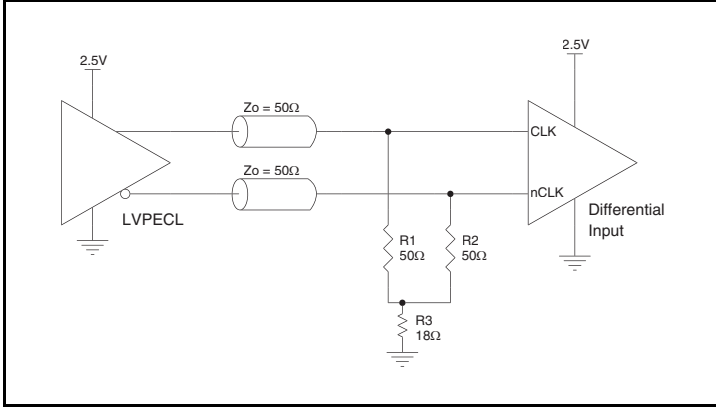 2.5V
2.5V
Zo = 50Ω
CLK
Zo = 50Ω
nCLK
LVPECL
Differential
Input
R1
50Ω
R2
50Ω
R3
18Ω